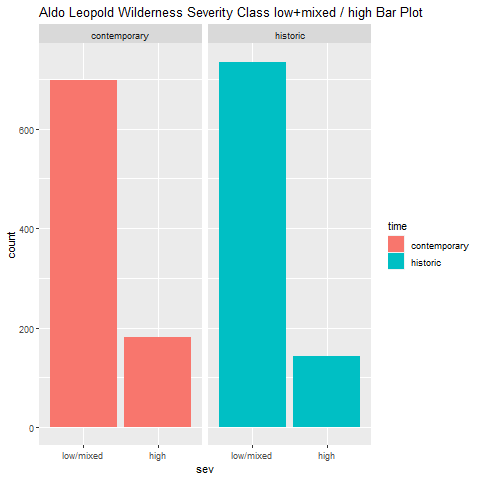 Aldo Leopold Wilderness Severity Class low+mixed / high Bar Plot
contemporary
historic
600
400
200
0
count
low/mixed
high
low/mixed
high
sev
time
contemporary
historic